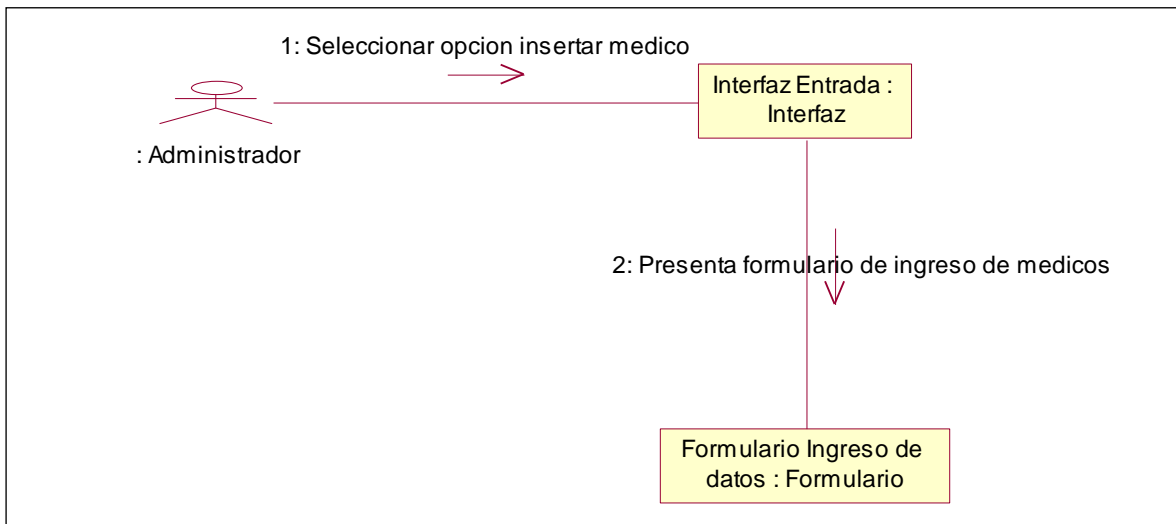 1: Seleccionar opcion insertar medico
Interfaz Entrada :
Interfaz
: Administrador
2: Presenta formulario de ingreso de medicos
Formulario Ingreso de
datos : Formulario